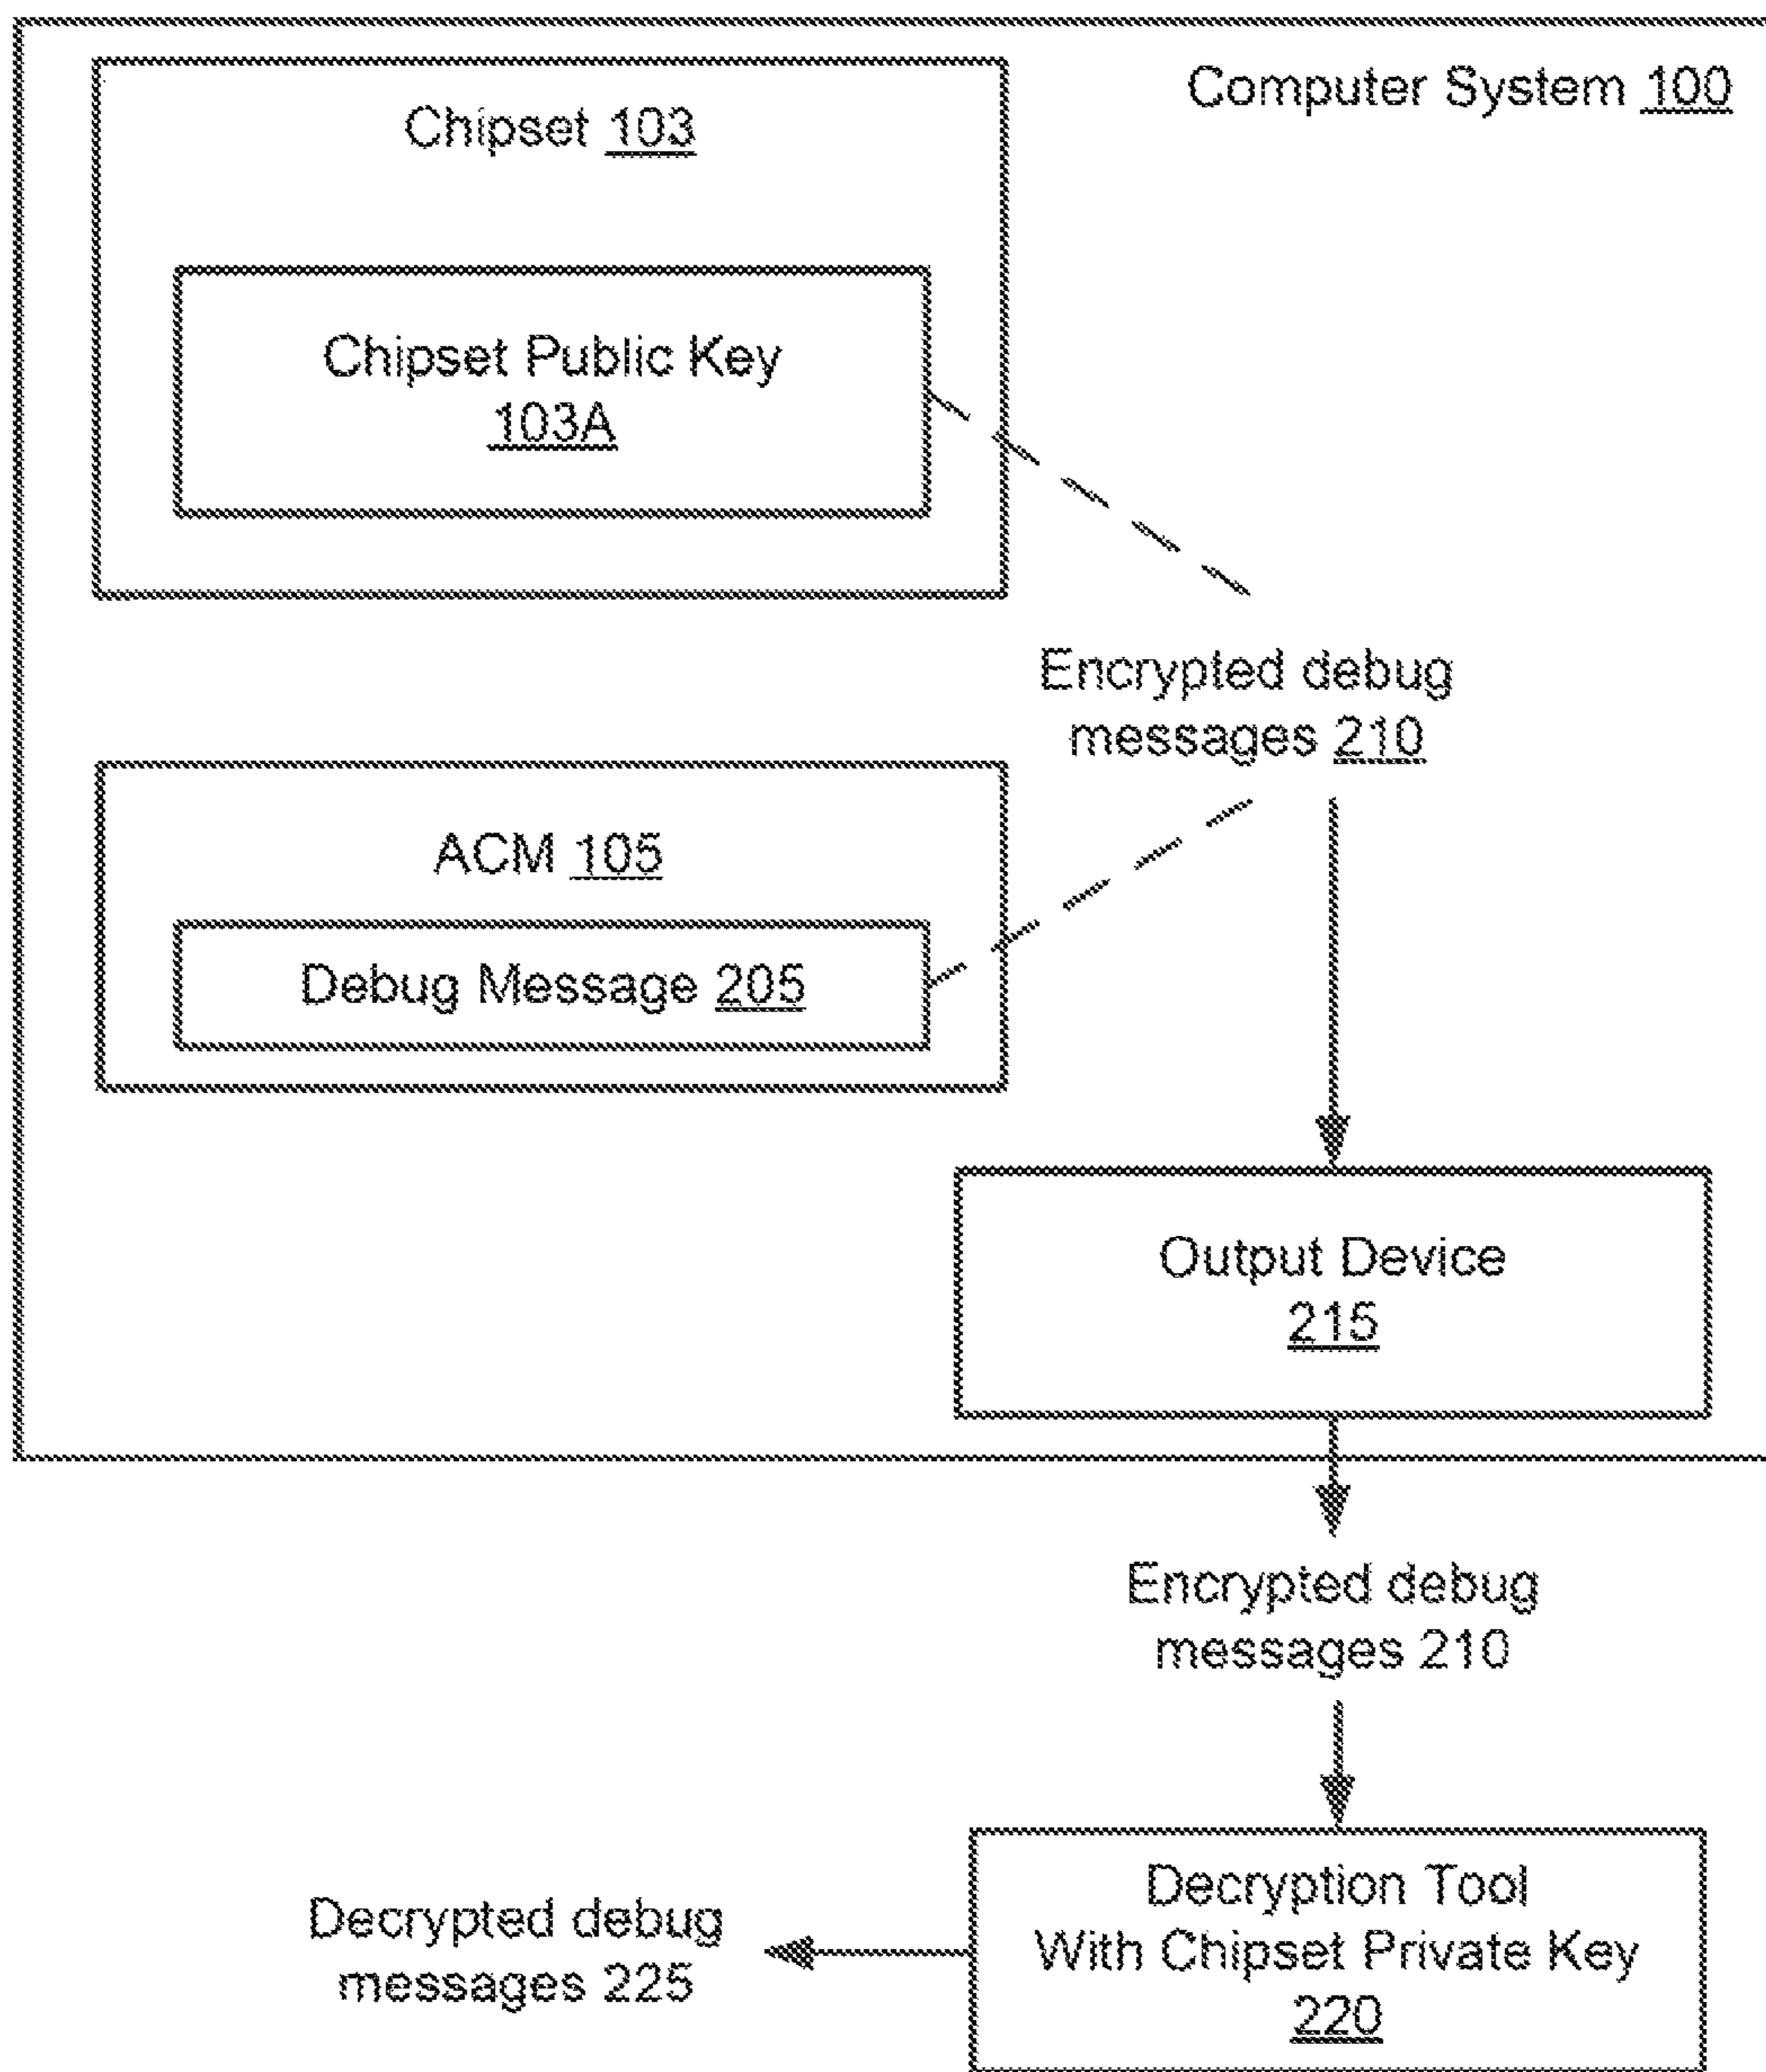 Computer System 100
Chipset 103
Chipset Public Key
103A
Encrypted debug
messages 210
ACM 105
Debug Message 205
Output Device
215
Encrypted debug
messages 210
Decryption Tool
With Chipset Private Key
220
Decrypted debug
messages 225